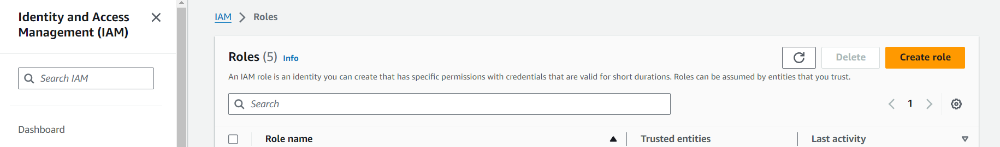 Identity and Access
Management (IAM)
Search IAM
Dashboard
IAM > Roles
Roles (5) Info
Delete
Create role
An IAM role is an identity you can create that has specific permissions with credentials that are valid for short durations. Roles can be assumed by entities that you trust.
Search
1
Role name
Trusted entities
Last activity